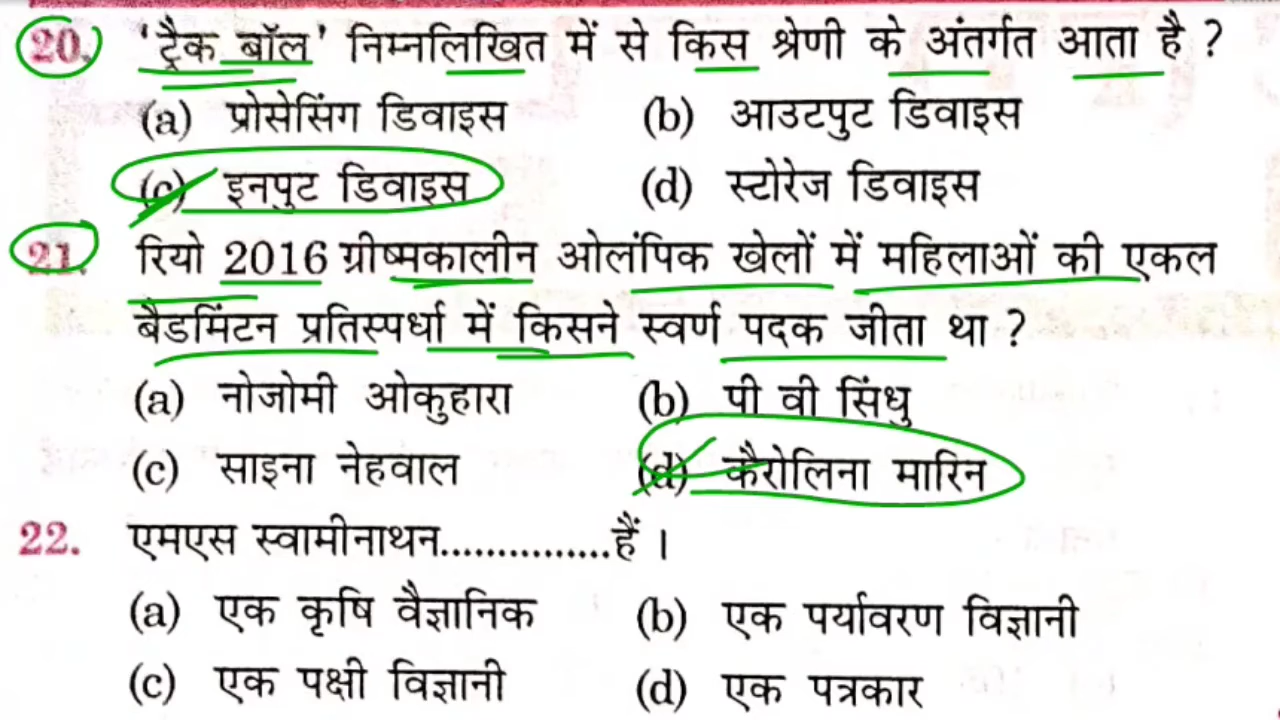 20. 'ट्रैक बॉल' निम्नलिखित में से किस श्रेणी के अंतर्गत आता है ?
(a) प्रोसेसिंग डिवाइस (b) आउटपुट डिवाइस
(c) इनपुट डिवाइस (d) स्टोरेज डिवाइस
21. रियो 2016 ग्रीष्मकालीन ओलंपिक खेलों में महिलाओं की एकल
बैडमिंटन प्रतिस्पर्धा में किसने स्वर्ण पदक जीता था ?
(a) नोजोमी ओकुहारा (b) पी वी सिंधु
(c) साइना नेहवाल (d) कैरोलिना मारिन
22. एमएस स्वामीनाथन...............हैं ।
(a) एक कृषि वैज्ञानिक (b) एक पर्यावरण विज्ञानी
(c) एक पक्षी विज्ञानी (d) एक पत्रकार